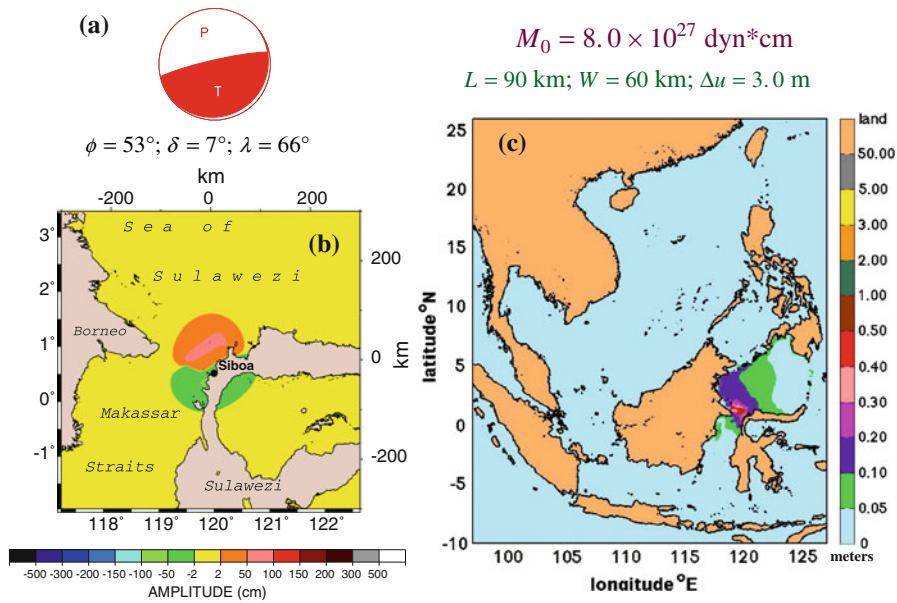 (a)
P
T
ϕ = 53°; δ = 7°; λ = 66°
M₀ = 8.0 × 10²⁷ dyn*cm
L = 90 km; W = 60 km; Δu = 3.0 m
km
-200 0 200
(b)
Sea of
Sulawezi
Borneo
Siboa
Makassar
Straits
Sulawezi
3°
2°
1°
0°
-1°
200
0
-200
km
118° 119° 120° 121° 122°
-500 -300 -200 -150 -100 -50 -2 2 50 100 150 200 300 500
AMPLITUDE (cm)
(c)
latitude °N
25
20
15
10
5
0
-5
-10
100 105 110 115 120 125
longitude °E
land
50.00
5.00
3.00
2.00
1.00
0.50
0.40
0.30
0.20
0.10
0.05
0
meters